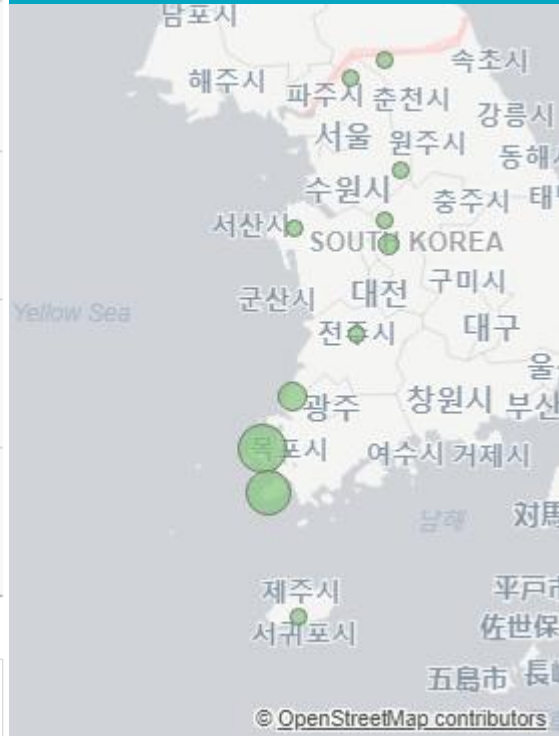 남포시
속초시
해주시
파주시 춘천시
강릉시
서울 원주시
동해시
수원시
충주시 태
서산시
SOUTH KOREA
구미시
군산시 대전
Yellow Sea
전주시 대구
울
광주 창원시 부산
목포시 여수시 거제시
남해 対馬
제주시
平戸市
서귀포시 佐世保
五島市 長崎
© OpenStreetMap contributors